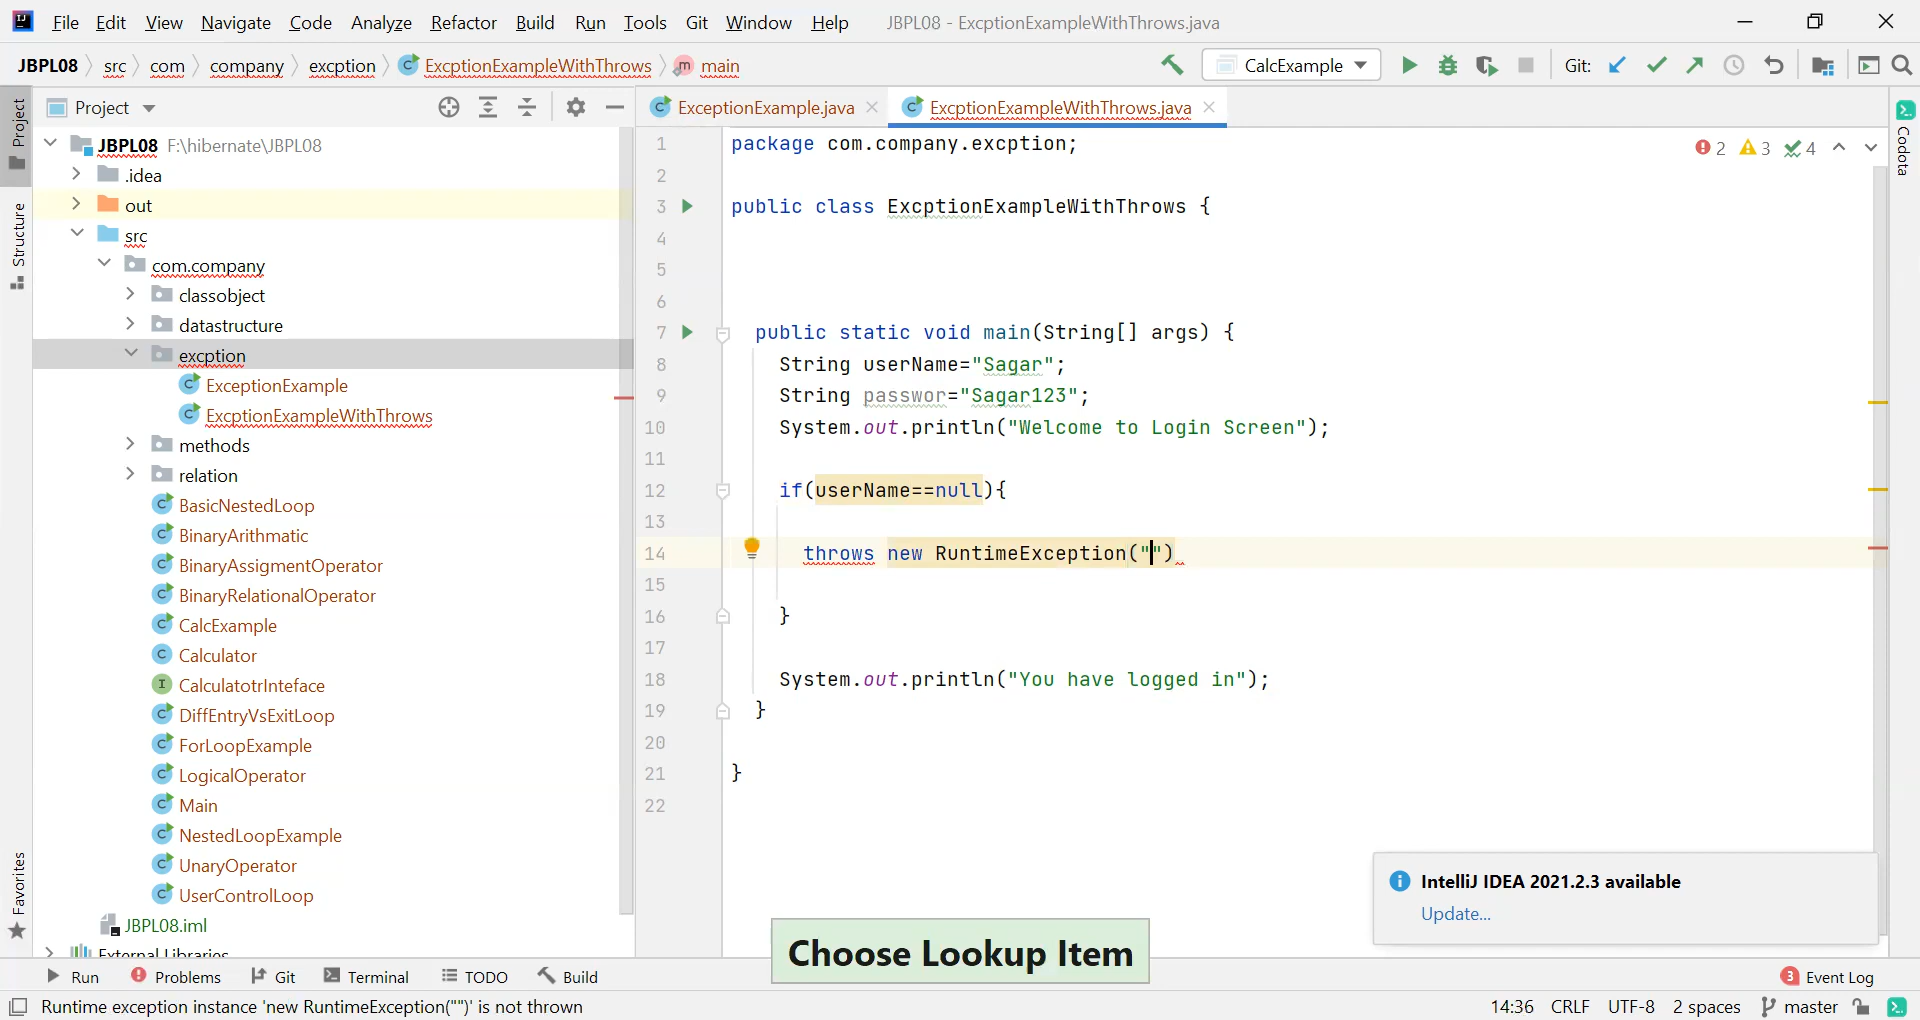 File Edit View Navigate Code Analyze Refactor Build Run Tools Git Window Help JBPL08 - ExcptionExampleWithThrows.java
JBPL08 src com company excption ExcptionExampleWithThrows main CalcExample Git:
Project ExceptionExample.java ExcptionExampleWithThrows.java
Project
Structure
Favorites
JBPL08 F:\hibernate\JBPL08
.idea
out
src
com.company
classobject
datastructure
excption
ExceptionExample
ExcptionExampleWithThrows
methods
relation
BasicNestedLoop
BinaryArithmatic
BinaryAssigmentOperator
BinaryRelationalOperator
CalcExample
Calculator
CalculatotrInteface
DiffEntryVsExitLoop
ForLoopExample
LogicalOperator
Main
NestedLoopExample
UnaryOperator
UserControlLoop
JBPL08.iml
External Libraries
1 package com.company.excption;
2
3 public class ExcptionExampleWithThrows {
4
5
6
7 public static void main(String[] args) {
8 String userName="Sagar";
9 String passwor="Sagar123";
10 System.out.println("Welcome to Login Screen");
11
12 if(userName==null){
13
14 throws new RuntimeException("")
15
16 }
17
18 System.out.println("You have logged in");
19 }
20
21 }
22
2 3 4
Codota
IntelliJ IDEA 2021.2.3 available
Update...
Choose Lookup Item
Run Problems Git Terminal TODO Build 3 Event Log
Runtime exception instance 'new RuntimeException("")' is not thrown 14:36 CRLF UTF-8 2 spaces master